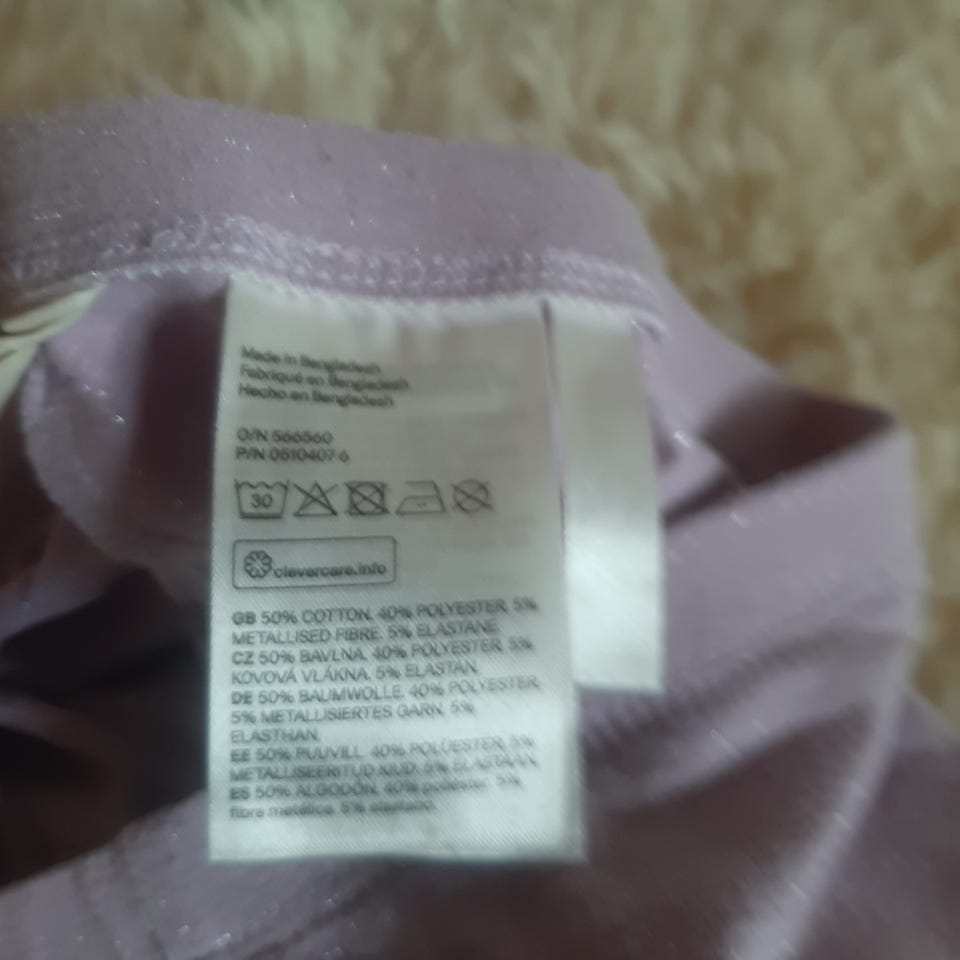 Made in Bangladesh
Fabriqué en Bangladesh
Hecho en Bangladesh
O/N 566560
P/N 0510407-6
30
clevercare.info
GB 50% COTTON, 40% POLYESTER, 5%
METALLISED FIBRE, 5% ELASTANE
CZ 50% BAVLNA, 40% POLYESTER, 5%
KOVOVÁ VLÁKNA, 5% ELASTAN.
DE 50% BAUMWOLLE, 40% POLYESTER,
5% METALLISIERTES GARN, 5%
ELASTHAN.
EE 50% PUUVILL, 40% POLÜESTER, 5%
METALLISEERITUD KIUD, 5% ELASTAAN.
ES 50% ALGODÓN, 40% poliéster, 5%
fibra metálica, 5% elastano.